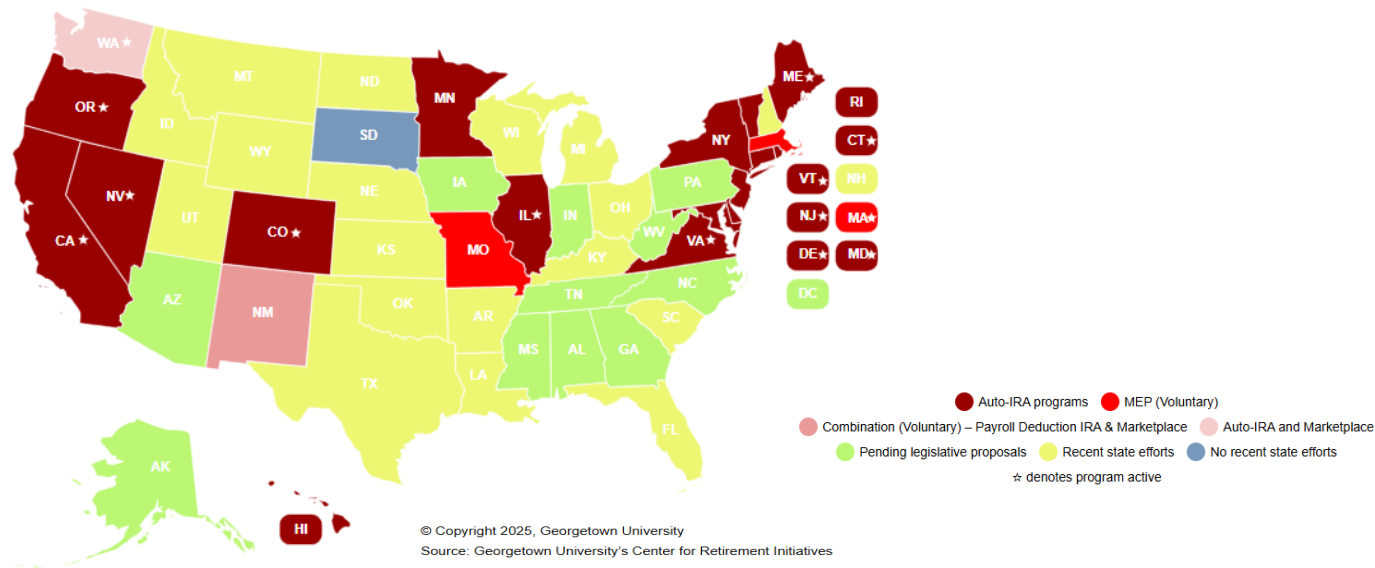 WA☆
MT
ND
MN
ME☆
OR☆
ID
SD
WI
MI
NY
RI
WY
CT☆
NV☆
UT
NE
IA
PA
VT☆
NH
CA☆
CO☆
KS
MO
IL☆
IN
OH
WV
VA☆
KY
NJ☆
MA☆
DE☆
MD☆
AZ
NM
OK
AR
TN
NC
SC
DC
TX
LA
MS
AL
GA
FL
AK
HI
Auto-IRA programs
MEP (Voluntary)
Combination (Voluntary) – Payroll Deduction IRA & Marketplace
Auto-IRA and Marketplace
Pending legislative proposals
Recent state efforts
No recent state efforts
☆ denotes program active
© Copyright 2025, Georgetown University
Source: Georgetown University's Center for Retirement Initiatives